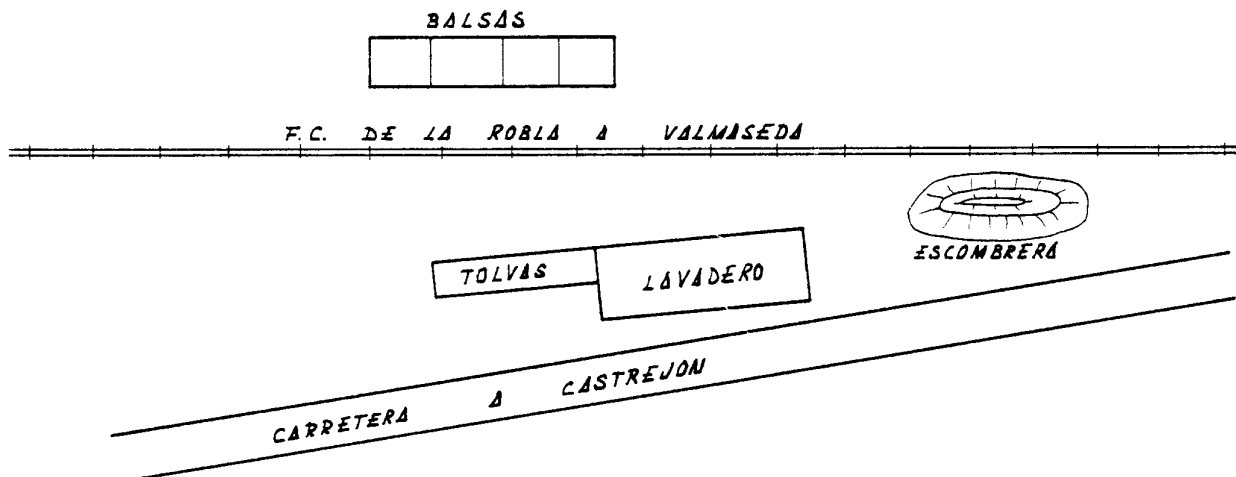 BALSAS
F.C. DE LA ROBLA A VALMASEDA
ESCOMBRERA
TOLVAS
LAVADERO
CARRETERA A CASTREJON